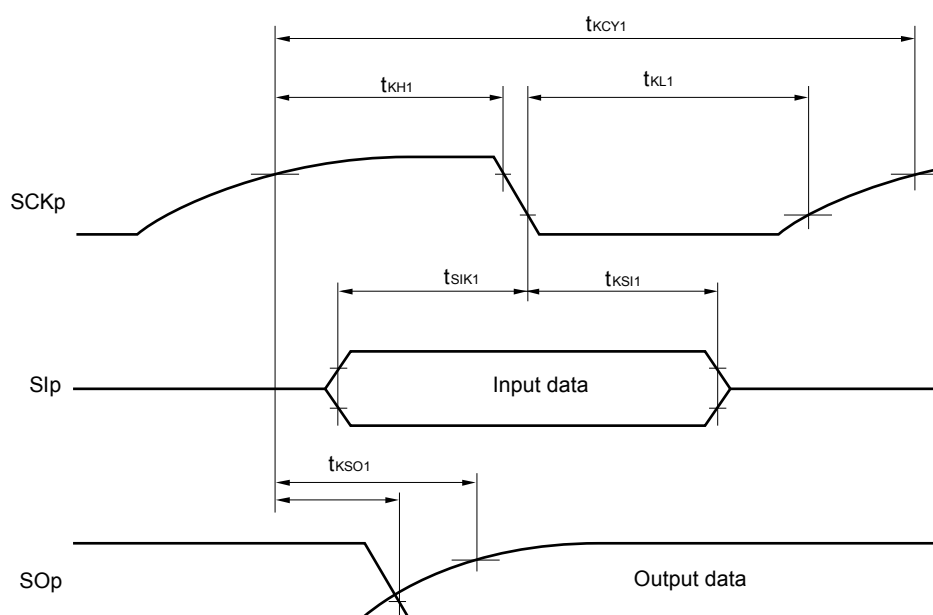 tKCY1
tKH1
tKL1
SCKp
tSIK1
tKSI1
SIp
Input data
tKSO1
SOp
Output data